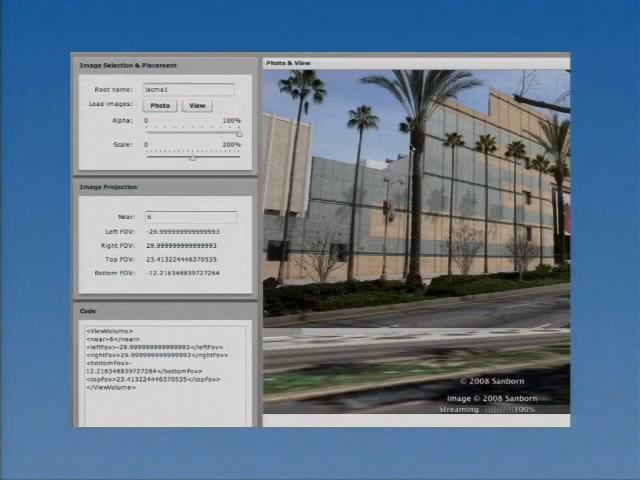 Image Selection & Placement
Root name: lacma1
Load images: Photo View
Alpha: 0 100%
Scale: 0 200%
Image Projection
Near: 6
Left FOV: -29.999999999999993
Right FOV: 29.999999999999993
Top FOV: 23.413224446370535
Bottom FOV: -12.216348839727264
Code
<ViewVolume>
<near>6</near>
<leftFov>-29.999999999999993</leftFov>
<rightFov>29.999999999999993</rightFov>
<bottomFov>-
12.216348839727264</bottomFov>
<topFov>23.413224446370535</topFov>
</ViewVolume>
Photo & View
© 2008 Sanborn
Image © 2008 Sanborn
Streaming ||||||||| 100%